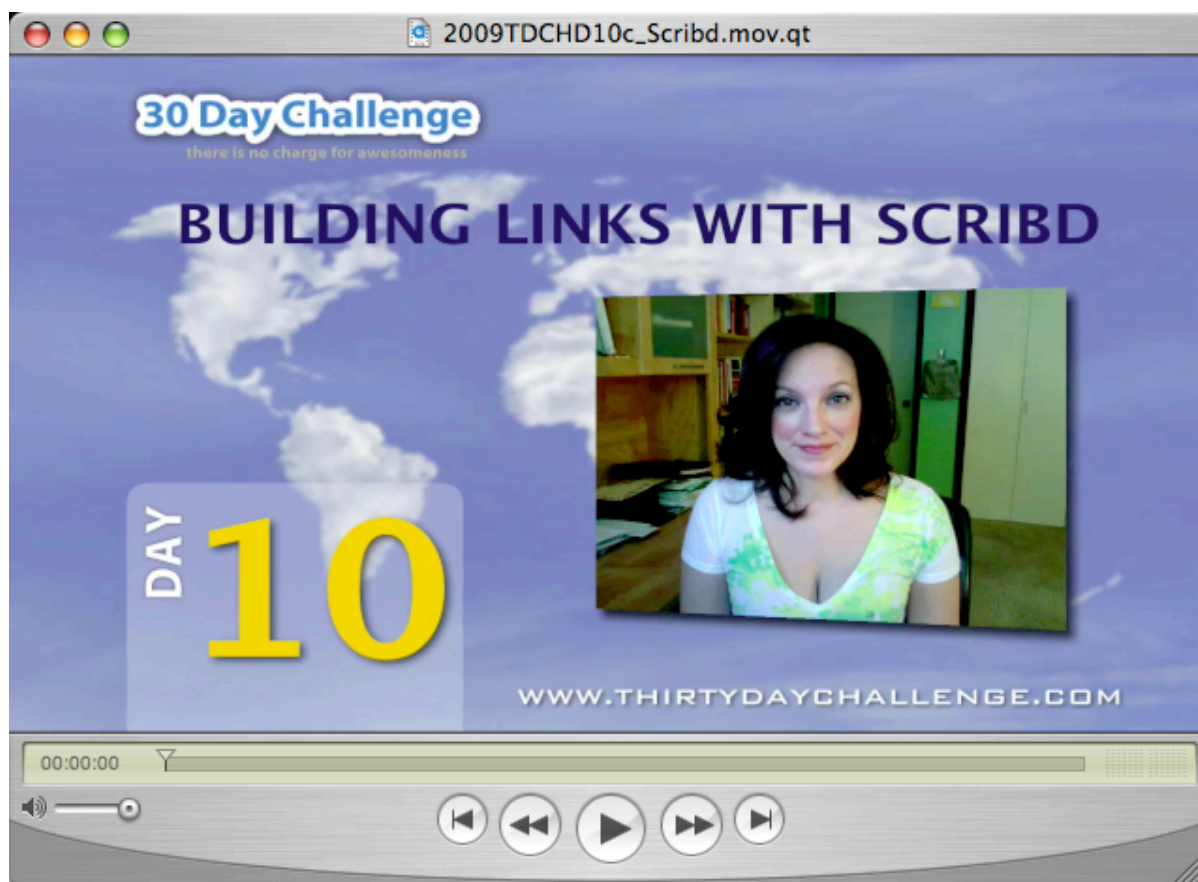 2009TDCHD10c_Scribd.mov.qt
30 Day Challenge
there is no charge for awesomeness
BUILDING LINKS WITH SCRIBD
DAY
10
WWW.THIRTYDAYCHALLENGE.COM
00:00:00